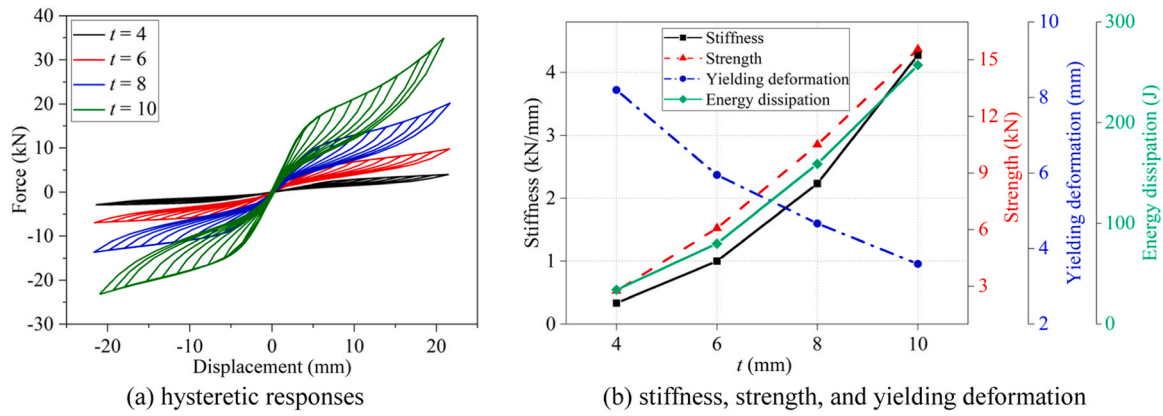 40
30
20
10
0
-10
-20
-30
Force (kN)
t = 4
t = 6
t = 8
t = 10
-20 -10 0 10 20
Displacement (mm)
(a) hysteretic responses
4
3
2
1
0
Stiffness (kN/mm)
Stiffness
Strength
Yielding deformation
Energy dissipation
4 6 8 10
t (mm)
15
12
9
6
3
Strength (kN)
10
8
6
4
2
Yielding deformation (mm)
300
200
100
0
Energy dissipation (J)
(b) stiffness, strength, and yielding deformation